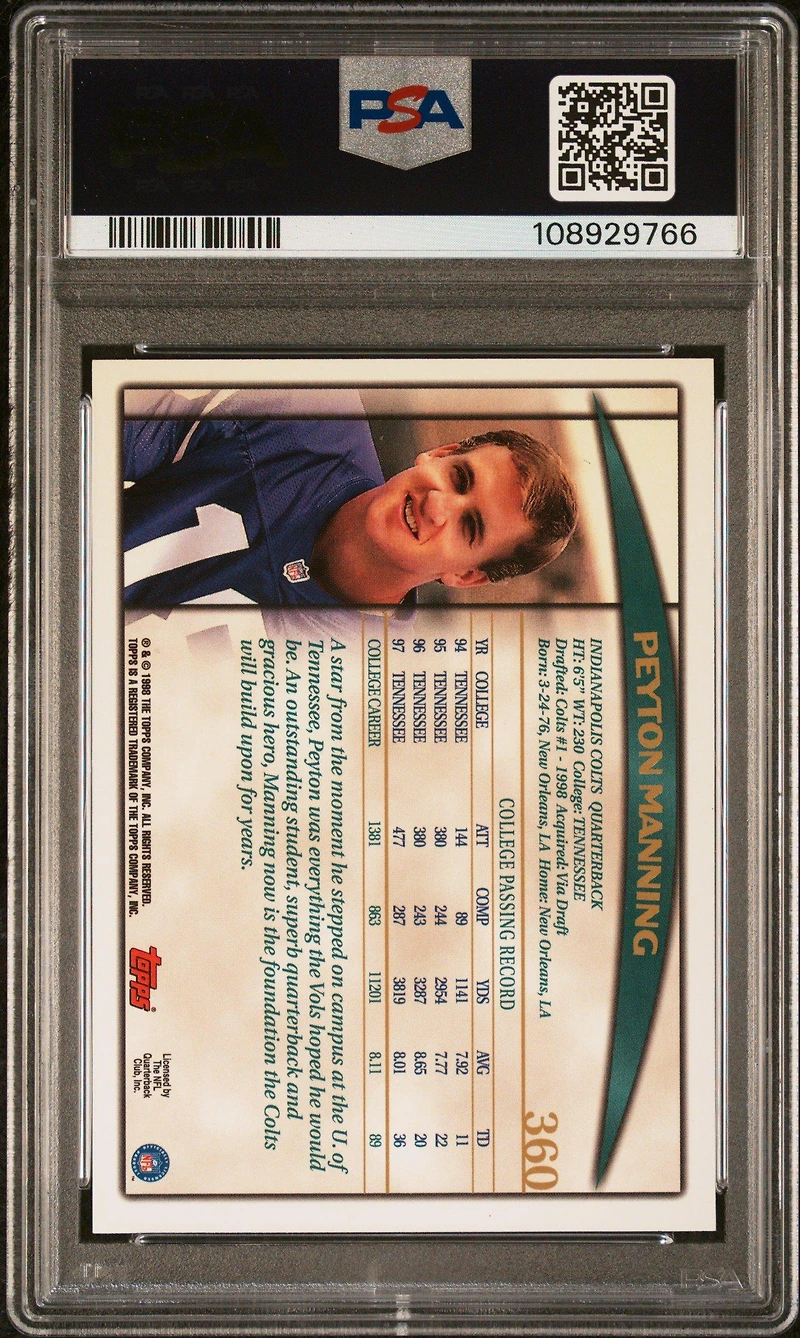 PSA
108929766
360
PEYTON MANNING
INDIANAPOLIS COLTS QUARTERBACK
HT: 6'5" WT: 230 College: TENNESSEE
Drafted: Colts #1 - 1998 Acquired: Via Draft
Born: 3-24-76, New Orleans, LA Home: New Orleans, LA
COLLEGE PASSING RECORD
YR COLLEGE ATT COMP YDS AVG TD
94 TENNESSEE 144 89 1141 7.92 11
95 TENNESSEE 380 244 2954 7.77 22
96 TENNESSEE 380 243 3287 8.65 20
97 TENNESSEE 477 287 3819 8.01 36
COLLEGE CAREER 1381 863 11201 8.11 89
A star from the moment he stepped on campus at the U. of
Tennessee, Peyton was everything the Vols hoped he would
be. An outstanding student, superb quarterback and
gracious hero, Manning now is the foundation the Colts
will build upon for years.
® & © 1998 THE TOPPS COMPANY, INC. ALL RIGHTS RESERVED.
TOPPS IS A REGISTERED TRADEMARK OF THE TOPPS COMPANY, INC.
topps®
Licensed by
The NFL
Quarterback
Club, Inc.
NFL
1
NFL
PSA